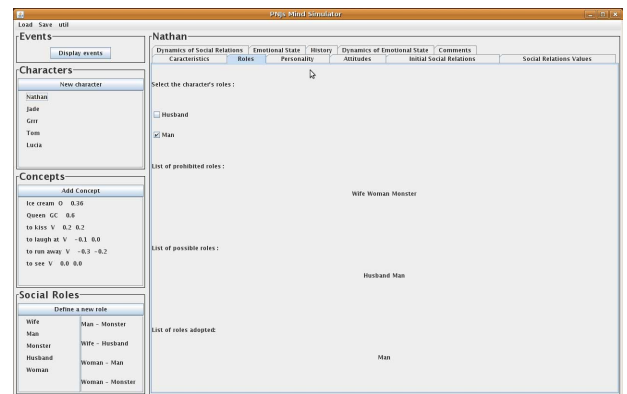 PNJs Mind Simulator
Load Save util
Events
Display events
Characters
New character
Nathan
Jade
Grrr
Tom
Lucia
Concepts
Add Concept
Ice cream O 0.36
Queen GC 0.6
to kiss V 0.2 0.2
to laugh at V -0.1 0.0
to run away V -0.3 -0.2
to see V 0.0 0.0
Social Roles
Define a new role
Wife
Man
Monster
Husband
Woman
Man - Monster
Wife - Husband
Woman - Man
Woman - Monster
Nathan
Dynamics of Social Relations Emotional State History Dynamics of Emotional State Comments
Caracteristics Roles Personality Attitudes Initial Social Relations Social Relations Values
Select the character's roles :
Husband
Man
List of prohibited roles :
Wife Woman Monster
List of possible roles :
Husband Man
List of roles adopted:
Man